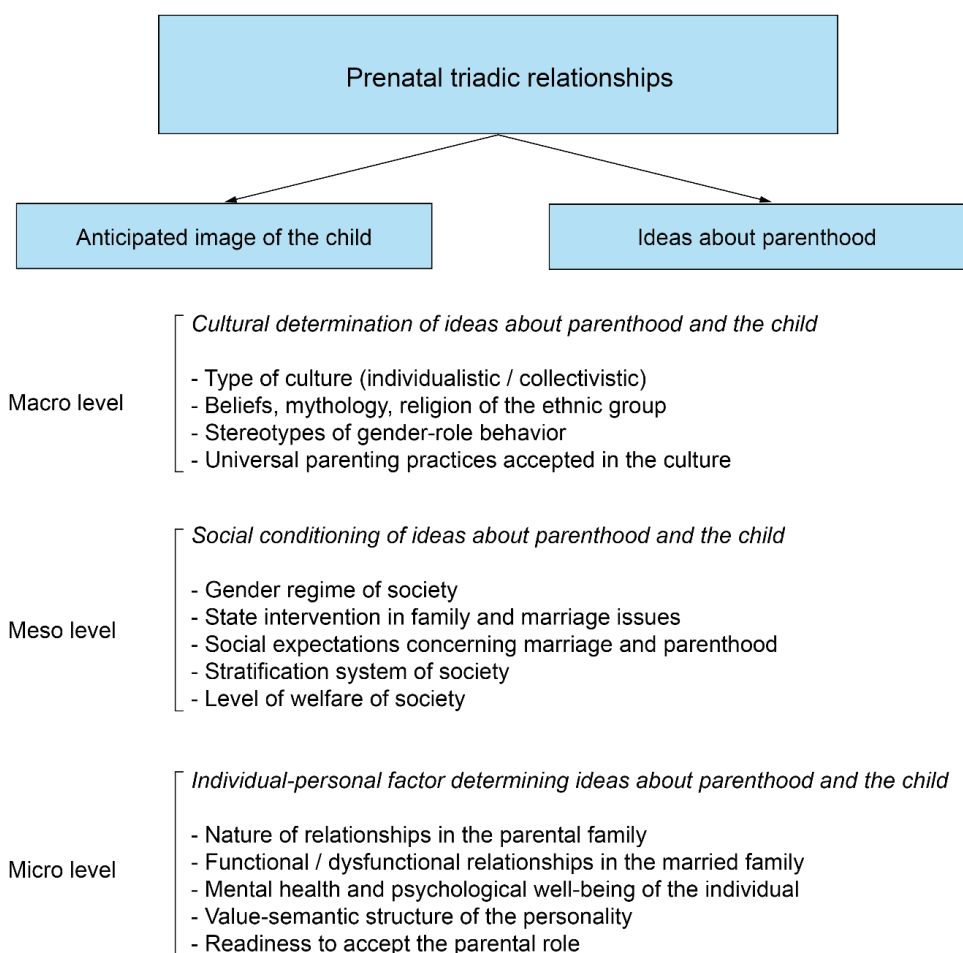 Prenatal triadic relationships
Anticipated image of the child
Ideas about parenthood
Macro level
Cultural determination of ideas about parenthood and the child
- Type of culture (individualistic / collectivistic)
- Beliefs, mythology, religion of the ethnic group
- Stereotypes of gender-role behavior
- Universal parenting practices accepted in the culture
Meso level
Social conditioning of ideas about parenthood and the child
- Gender regime of society
- State intervention in family and marriage issues
- Social expectations concerning marriage and parenthood
- Stratification system of society
- Level of welfare of society
Micro level
Individual-personal factor determining ideas about parenthood and the child
- Nature of relationships in the parental family
- Functional / dysfunctional relationships in the married family
- Mental health and psychological well-being of the individual
- Value-semantic structure of the personality
- Readiness to accept the parental role